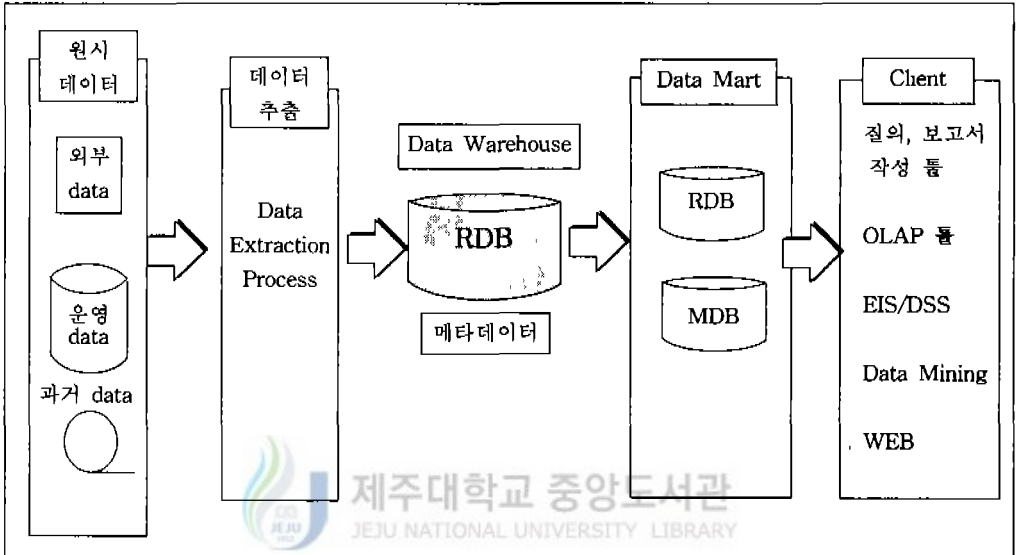 원시
데이터
외부
data
운영
data
과거 data
데이터
추출
Data
Extraction
Process
Data Warehouse
RDB
메타데이터
Data Mart
RDB
MDB
Client
질의, 보고서
작성 툴
OLAP 툴
EIS/DSS
Data Mining
WEB
제주대학교 중앙도서관
JEJU NATIONAL UNIVERSITY LIBRARY
JEJU
1952